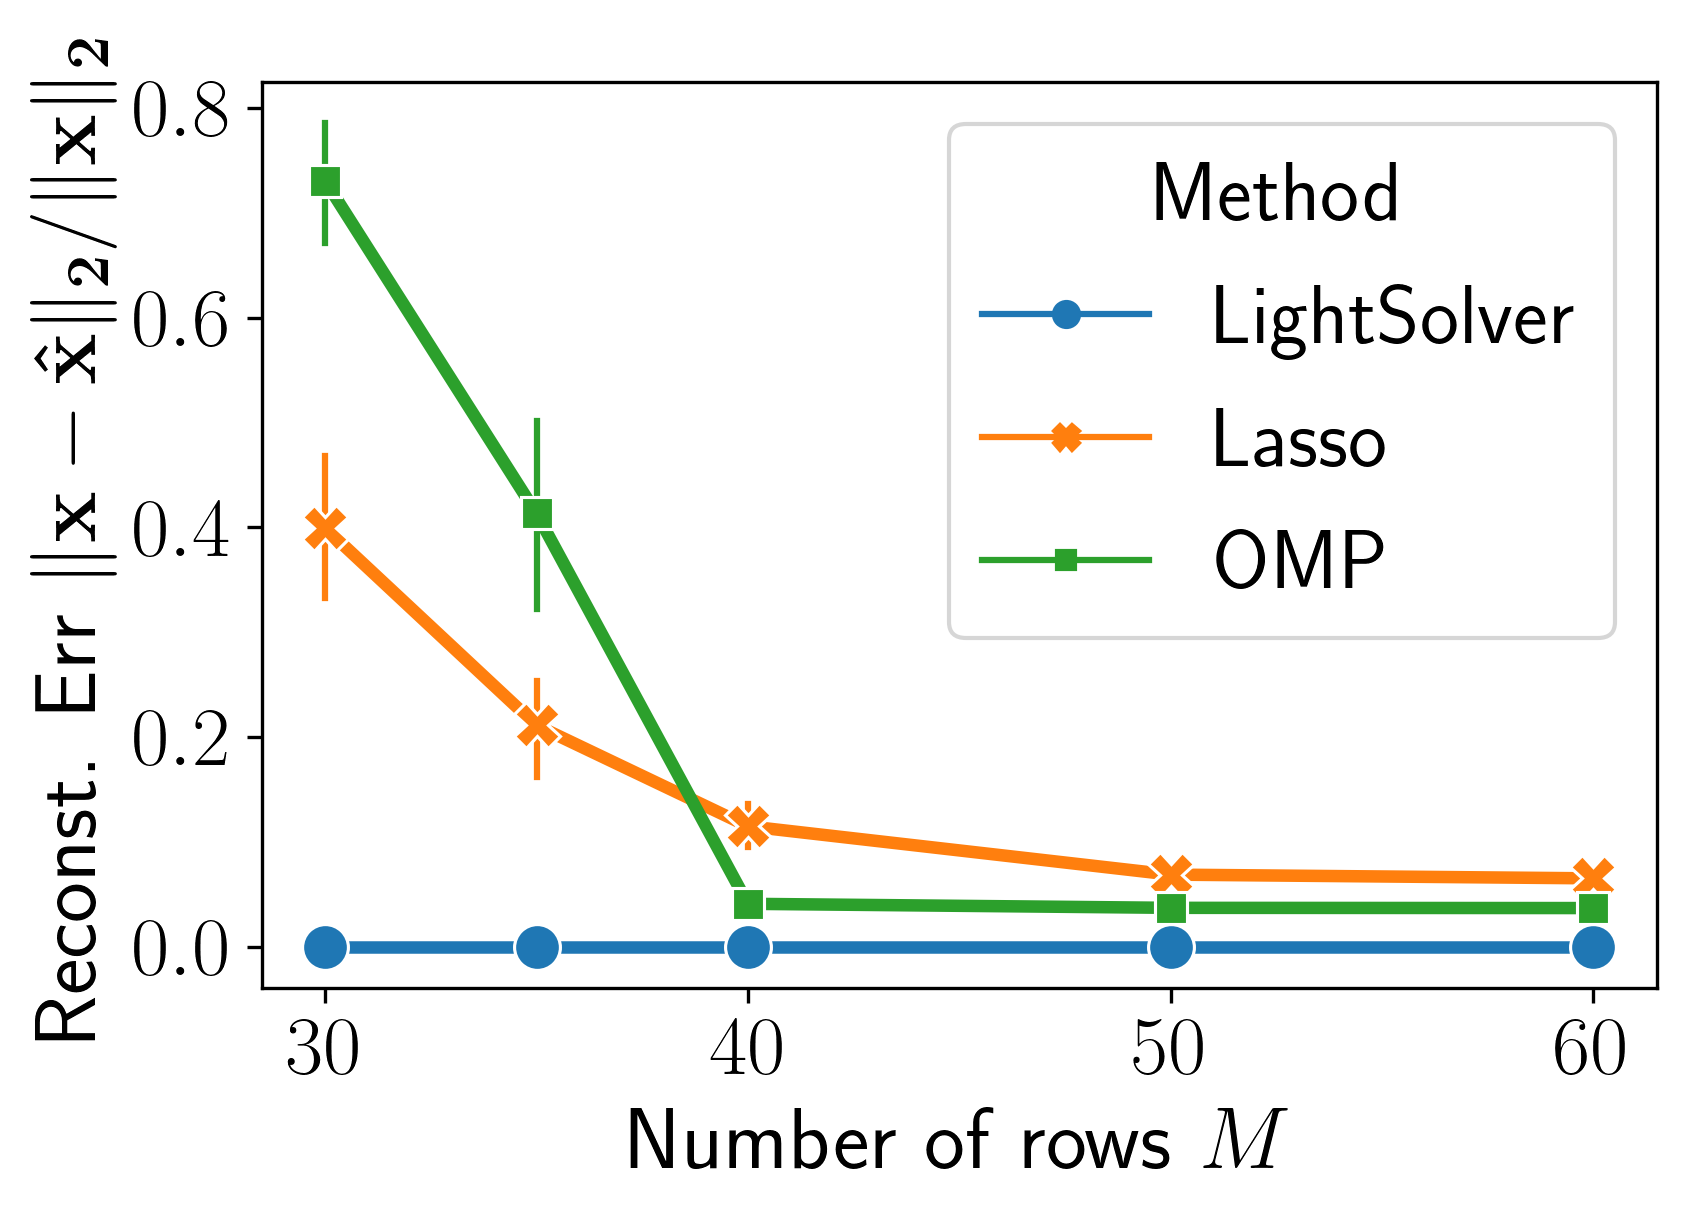 Reconst. Err ‖𝐱 − 𝐱̂‖₂/‖𝐱‖₂
0.8
0.6
0.4
0.2
0.0
Method
LightSolver
Lasso
OMP
30 40 50 60
Number of rows M